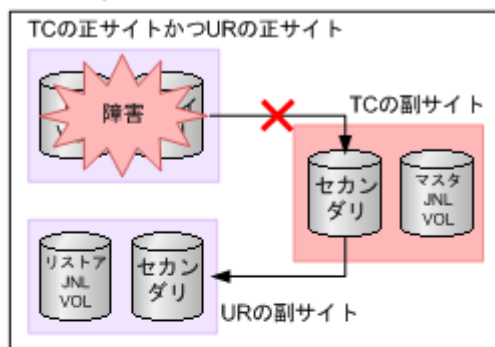 TCの正サイトかつURの正サイト
障害
TCの副サイト
セカン
ダリ
マスタ
JNL
VOL
リストア
JNL
VOL
セカン
ダリ
URの副サイト